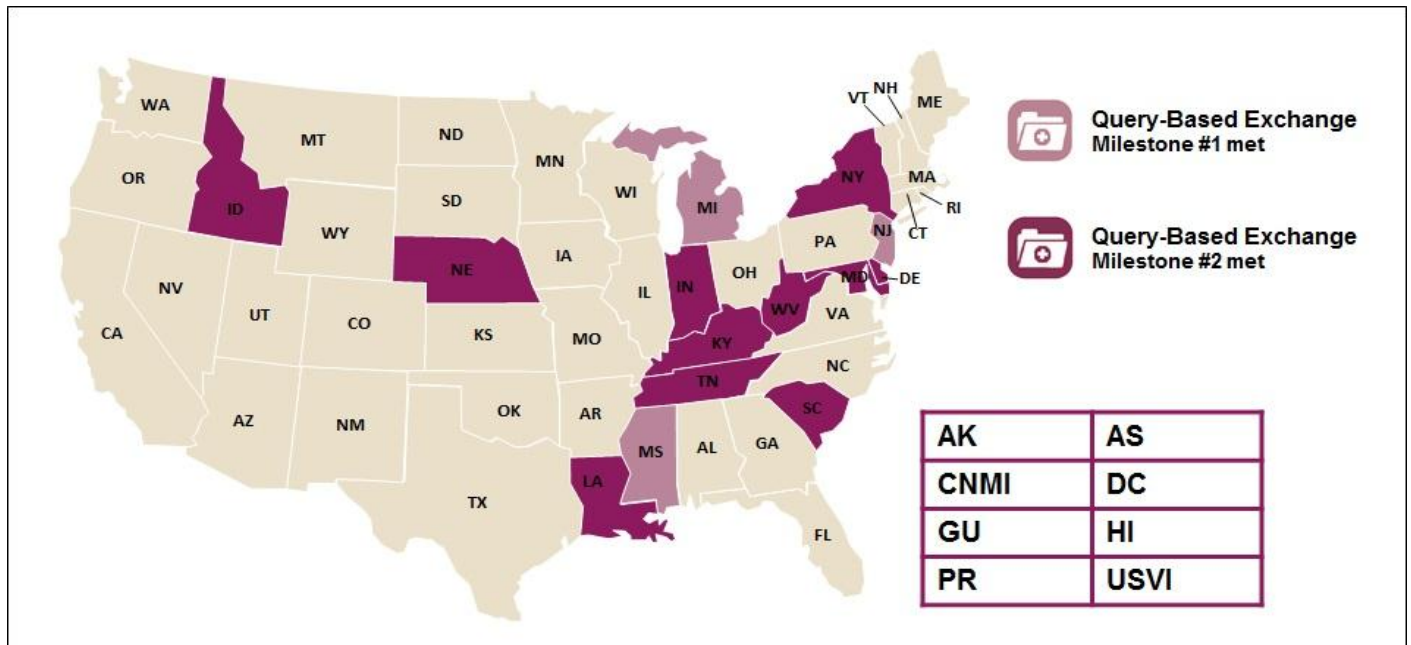 WA
MT
ND
MN
OR
ID
WY
SD
WI
MI
VT
NH
ME
NY
MA
RI
CT
NJ
PA
NV
UT
NE
IA
IL
IN
OH
MD
DE
CA
CO
KS
MO
KY
WV
VA
AZ
NM
OK
AR
TN
NC
SC
TX
LA
MS
AL
GA
FL
Query-Based Exchange
Milestone #1 met
Query-Based Exchange
Milestone #2 met
AK AS
CNMI DC
GU HI
PR USVI